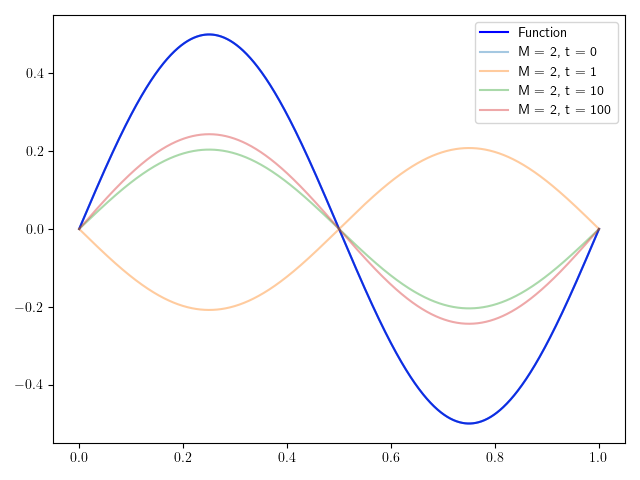 Function
M = 2, t = 0
M = 2, t = 1
M = 2, t = 10
M = 2, t = 100
0.4
0.2
0.0
−0.2
−0.4
0.0 0.2 0.4 0.6 0.8 1.0